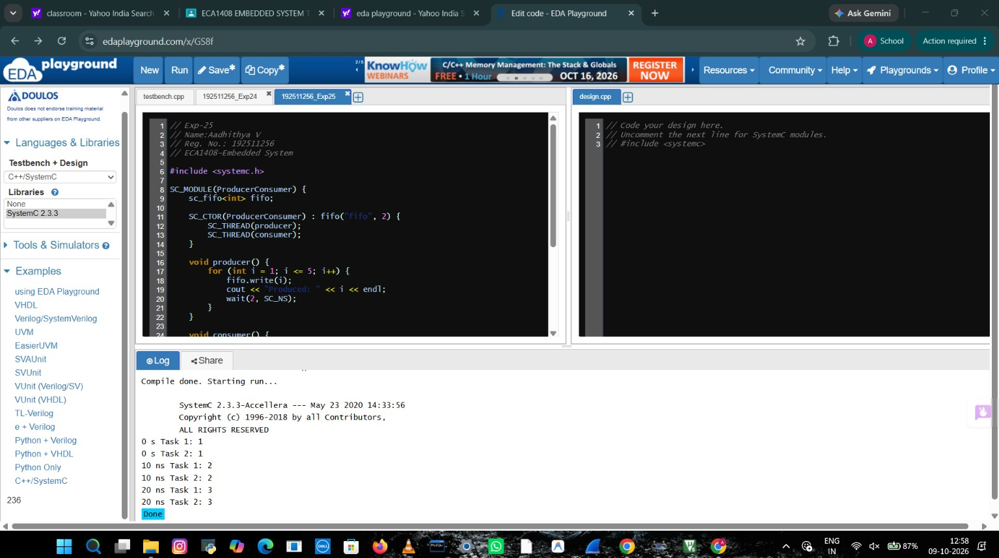 classroom - Yahoo India Search
ECA1408 EMBEDDED SYSTEM T
eda playground - Yahoo India S
Edit code - EDA Playground
Ask Gemini
edaplayground.com/x/GS8f
A School
Action required
EDA playground
New
Run
Save*
Copy*
2/6
KNOWHOW WEBINARS
C/C++ Memory Management: The Stack & Globals
FREE • 1 Hour
OCT 16, 2026
REGISTER NOW
Resources
Community
Help
Playgrounds
Profile
DOULOS
Doulos does not endorse training material
from other suppliers on EDA Playground.
Languages & Libraries
Testbench + Design
C++/SystemC
Libraries
None
SystemC 2.3.3
Tools & Simulators
Examples
using EDA Playground
VHDL
Verilog/SystemVerilog
UVM
EasierUVM
SVAUnit
SVUnit
VUnit (Verilog/SV)
VUnit (VHDL)
TL-Verilog
e + Verilog
Python + Verilog
Python + VHDL
Python Only
C++/SystemC
236
testbench.cpp
192511256_Exp24
192511256_Exp25
1 // Exp-25
2 // Name:Aadhithya V
3 // Reg. No.: 192511256
4 // ECA1408-Embedded System
5
6 #include <systemc.h>
7
8 SC_MODULE(ProducerConsumer) {
9 sc_fifo<int> fifo;
10
11 SC_CTOR(ProducerConsumer) : fifo("fifo", 2) {
12 SC_THREAD(producer);
13 SC_THREAD(consumer);
14 }
15
16 void producer() {
17 for (int i = 1; i <= 5; i++) {
18 fifo.write(i);
19 cout << "Produced: " << i << endl;
20 wait(2, SC_NS);
21 }
22 }
23
24 void consumer() {
design.cpp
1 // Code your design here.
2 // Uncomment the next line for SystemC modules.
3 // #include <systemc>
Log
Share
Compile done. Starting run...
SystemC 2.3.3-Accellera --- May 23 2020 14:33:56
Copyright (c) 1996-2018 by all Contributors,
ALL RIGHTS RESERVED
0 s Task 1: 1
0 s Task 2: 1
10 ns Task 1: 2
10 ns Task 2: 2
20 ns Task 1: 3
20 ns Task 2: 3
Done
ENG
IN
87%
12:58
09-10-2026